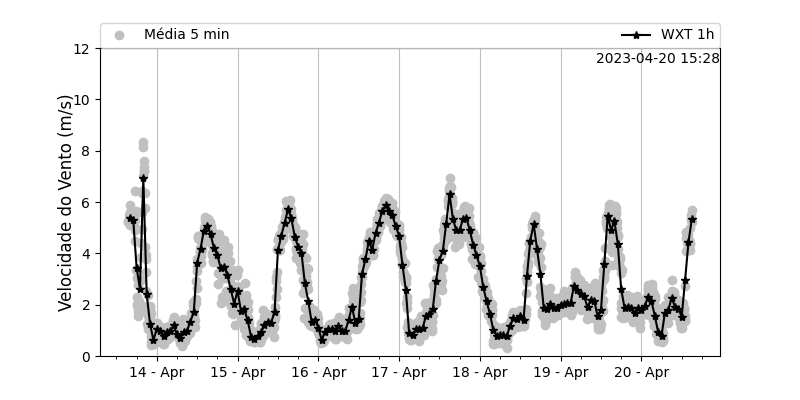 Média 5 min
WXT 1h
2023-04-20 15:28
Velocidade do Vento (m/s)
12
10
8
6
4
2
0
14 - Apr
15 - Apr
16 - Apr
17 - Apr
18 - Apr
19 - Apr
20 - Apr